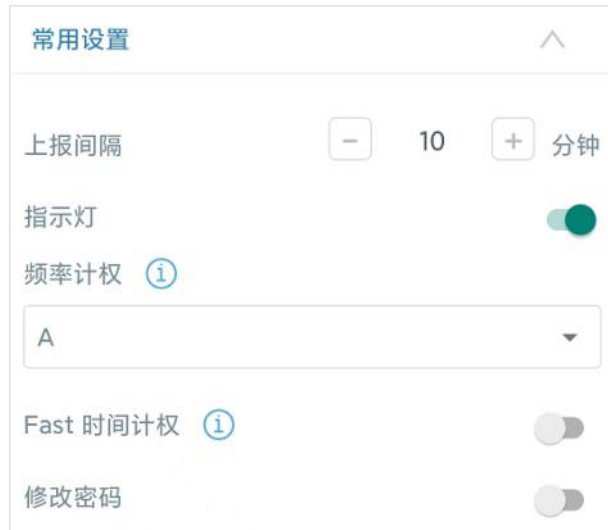 常用设置
上报间隔 − 10 + 分钟
指示灯
频率计权 i
A
Fast 时间计权 i
修改密码